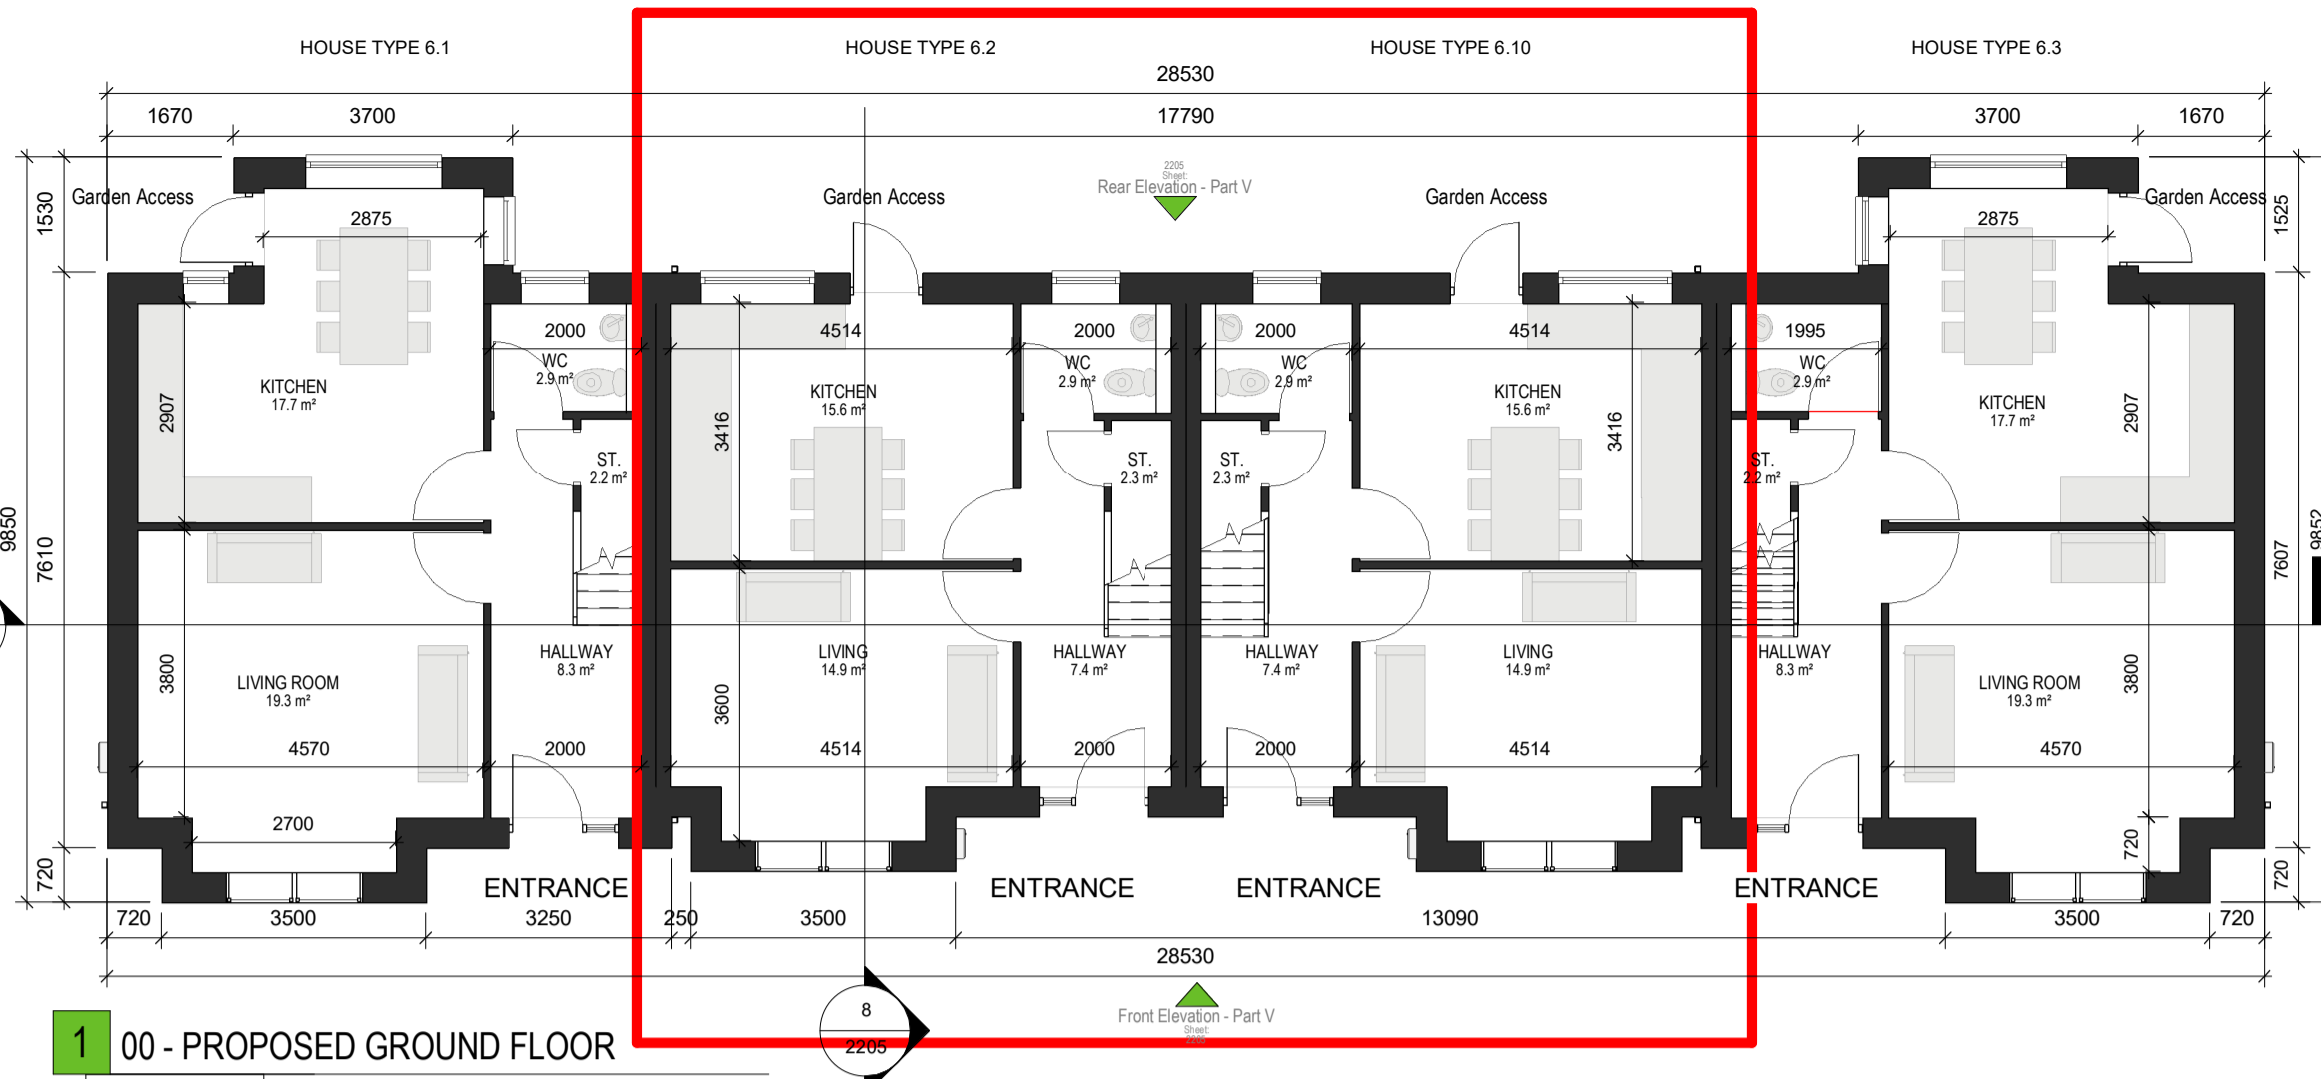 HOUSE TYPE 6.1
HOUSE TYPE 6.2
HOUSE TYPE 6.10
HOUSE TYPE 6.3
28530
1670
3700
17790
3700
1670
2205
Sheet:
Rear Elevation - Part V
Garden Access
Garden Access
Garden Access
Garden Access
1530
1525
2875
2875
2000
4514
2000
2000
4514
1995
WC
2.9 m²
WC
2.9 m²
WC
2.9 m²
WC
2.9 m²
KITCHEN
17.7 m²
KITCHEN
15.6 m²
KITCHEN
15.6 m²
KITCHEN
17.7 m²
2907
3416
3416
2907
ST.
2.2 m²
ST.
2.3 m²
ST.
2.3 m²
ST.
2.2 m²
9850
7610
7607
9852
HALLWAY
8.3 m²
LIVING
14.9 m²
HALLWAY
7.4 m²
HALLWAY
7.4 m²
LIVING
14.9 m²
HALLWAY
8.3 m²
LIVING ROOM
19.3 m²
LIVING ROOM
19.3 m²
3800
3600
3800
4570
2000
4514
2000
2000
4514
4570
2700
720
720
720
ENTRANCE
ENTRANCE
ENTRANCE
ENTRANCE
720
3500
3250
250
3500
13090
3500
720
28530
8
2205
Front Elevation - Part V
Sheet:
2205
1
00 - PROPOSED GROUND FLOOR